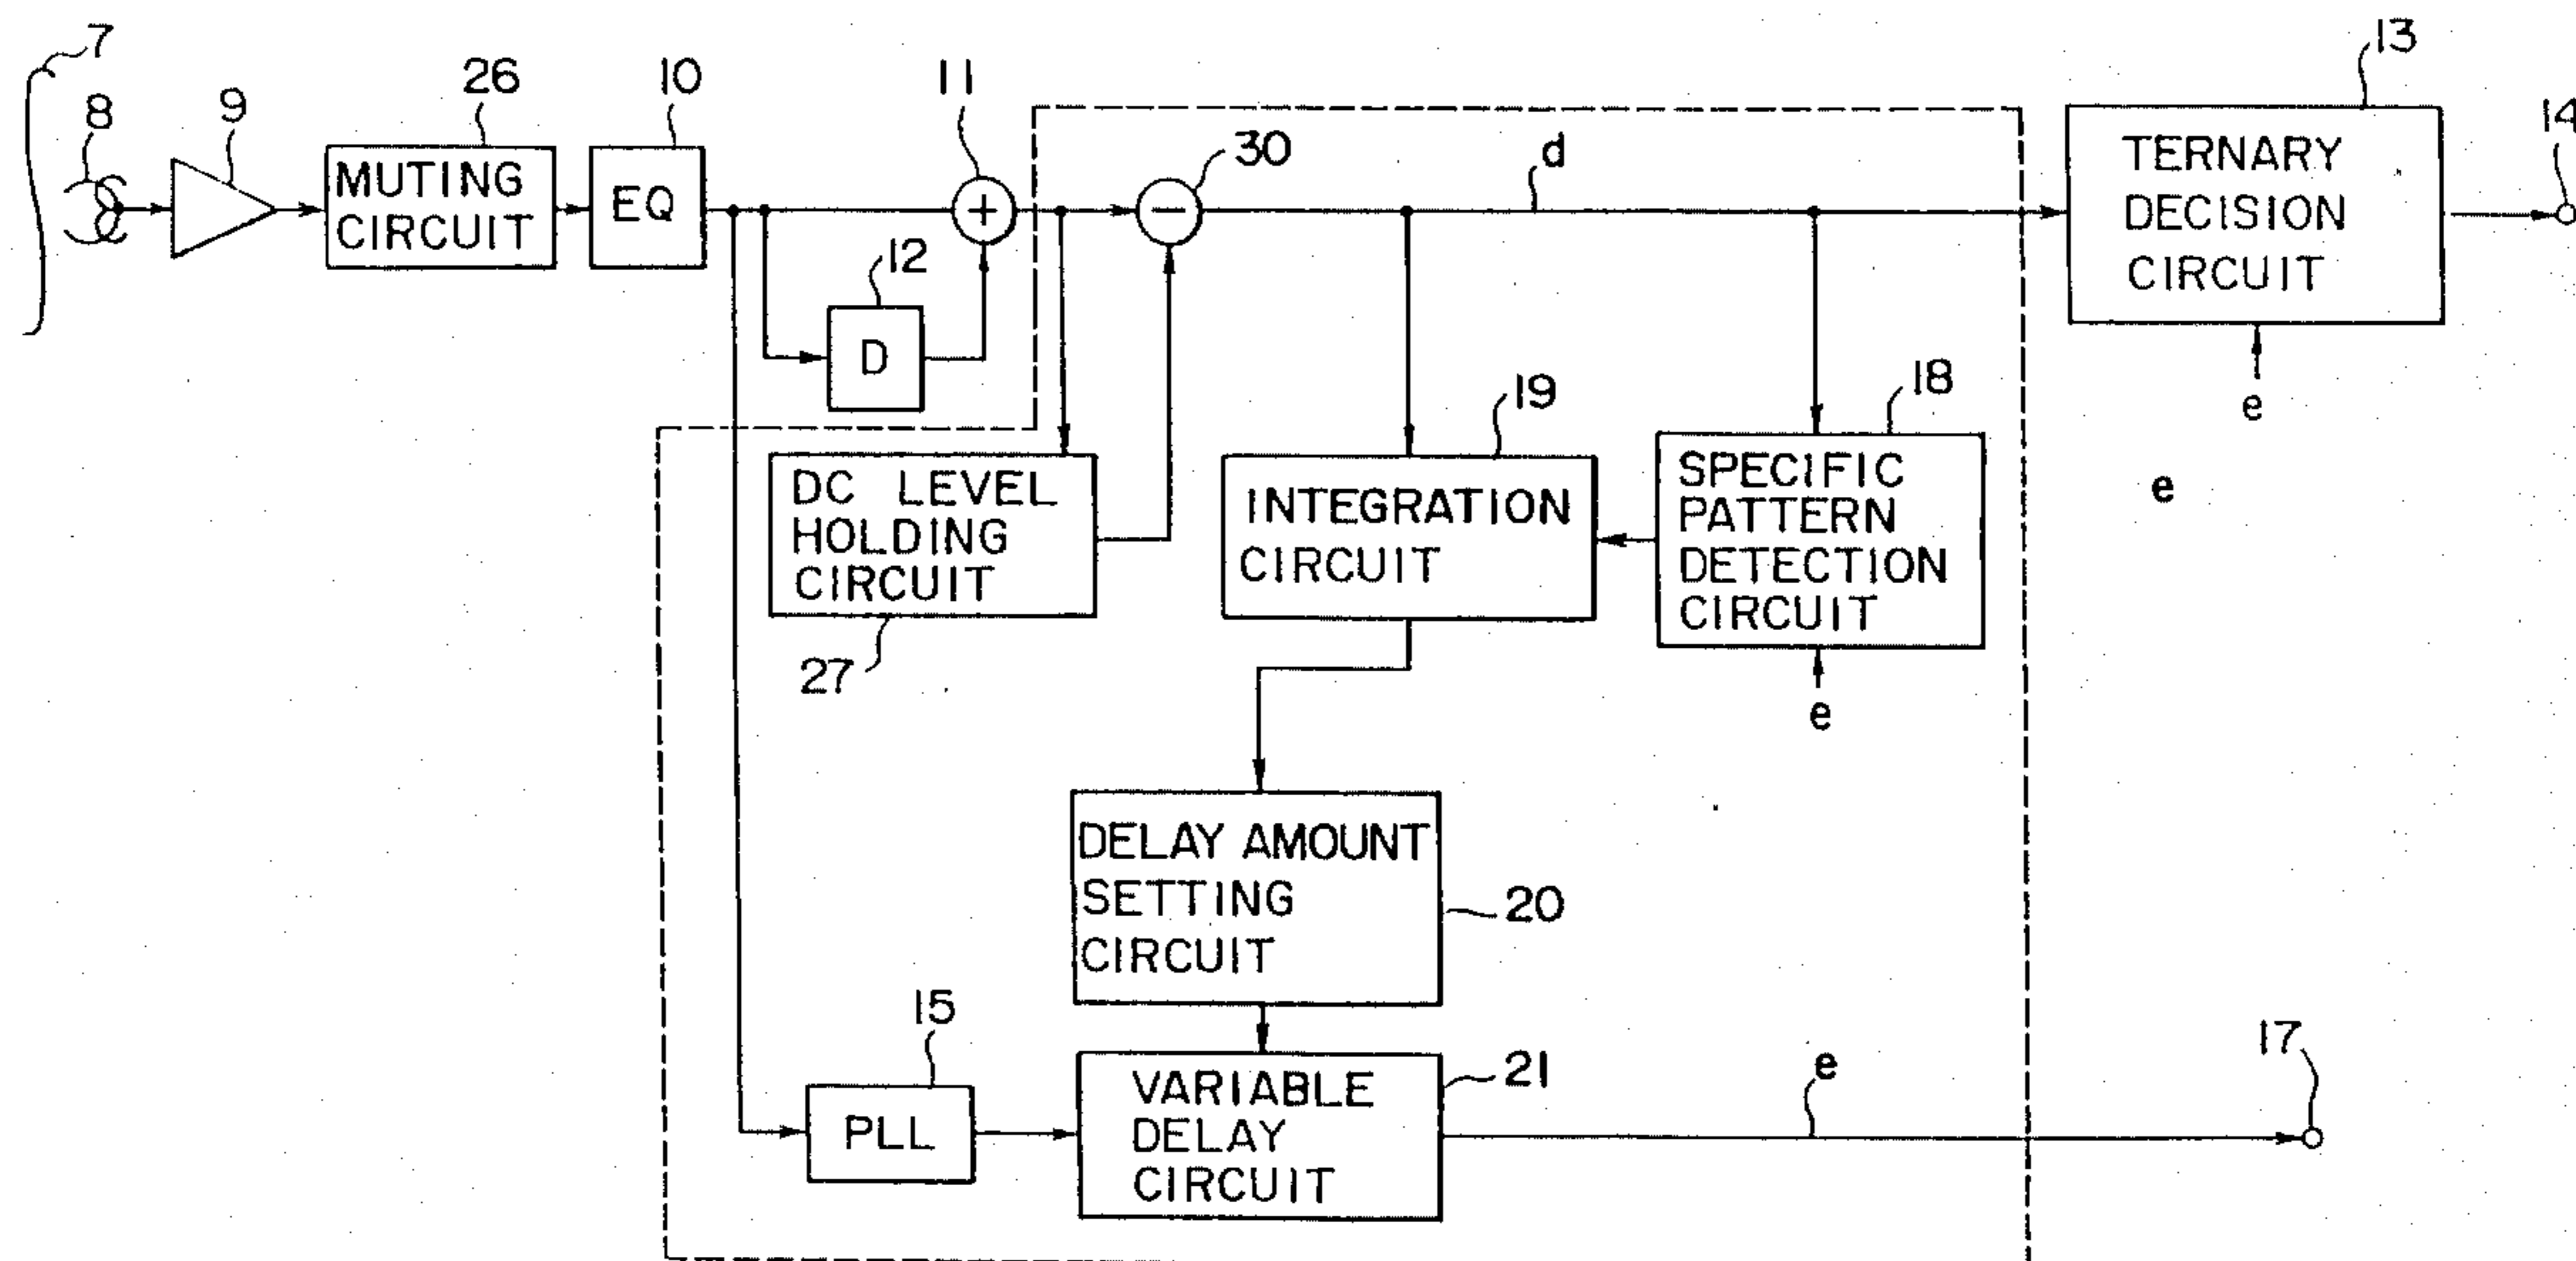 7
8
9
26
10
11
13
14
MUTING
CIRCUIT
EQ
+
30
−
d
TERNARY
DECISION
CIRCUIT
12
D
e
e
DC LEVEL
HOLDING
CIRCUIT
27
19
INTEGRATION
CIRCUIT
18
SPECIFIC
PATTERN
DETECTION
CIRCUIT
e
DELAY AMOUNT
SETTING
CIRCUIT
20
15
PLL
VARIABLE
DELAY
CIRCUIT
21
e
17